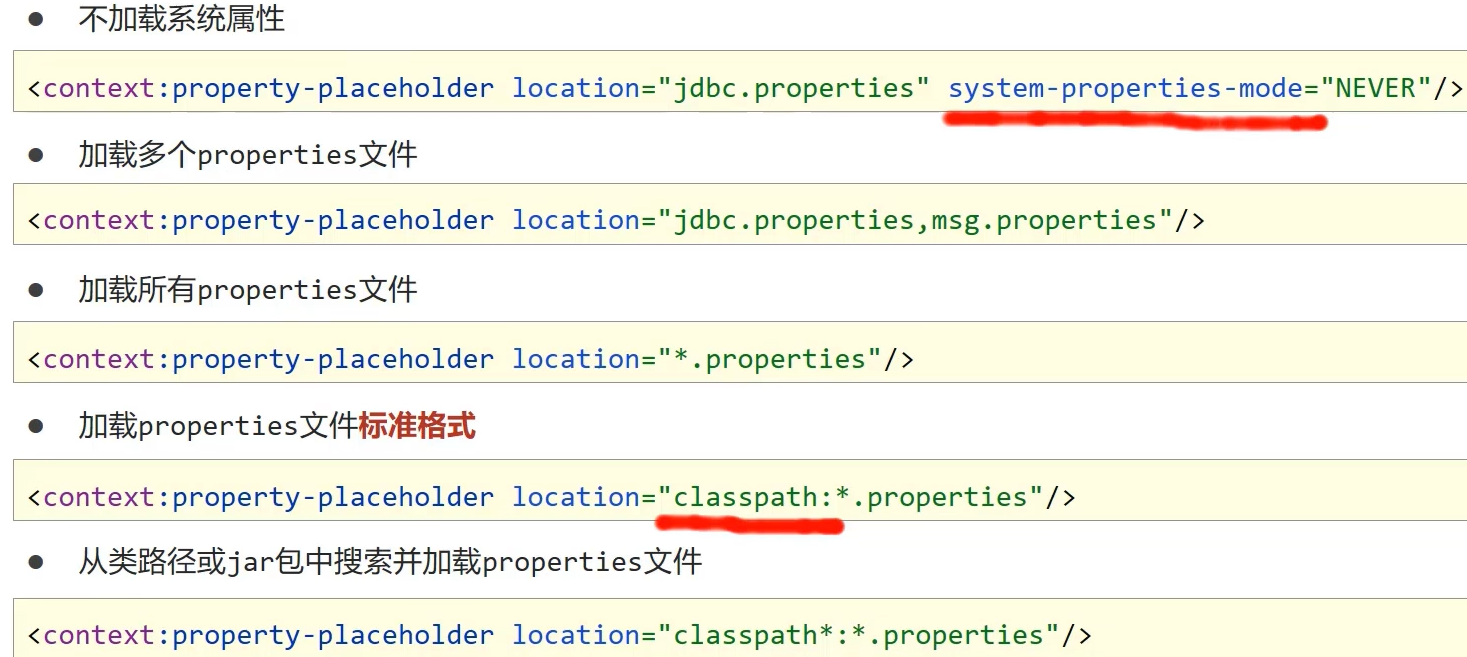 ● 不加载系统属性
<context:property-placeholder location="jdbc.properties" system-properties-mode="NEVER"/>
● 加载多个properties文件
<context:property-placeholder location="jdbc.properties,msg.properties"/>
● 加载所有properties文件
<context:property-placeholder location="*.properties"/>
● 加载properties文件标准格式
<context:property-placeholder location="classpath:*.properties"/>
● 从类路径或jar包中搜索并加载properties文件
<context:property-placeholder location="classpath*:*.properties"/>